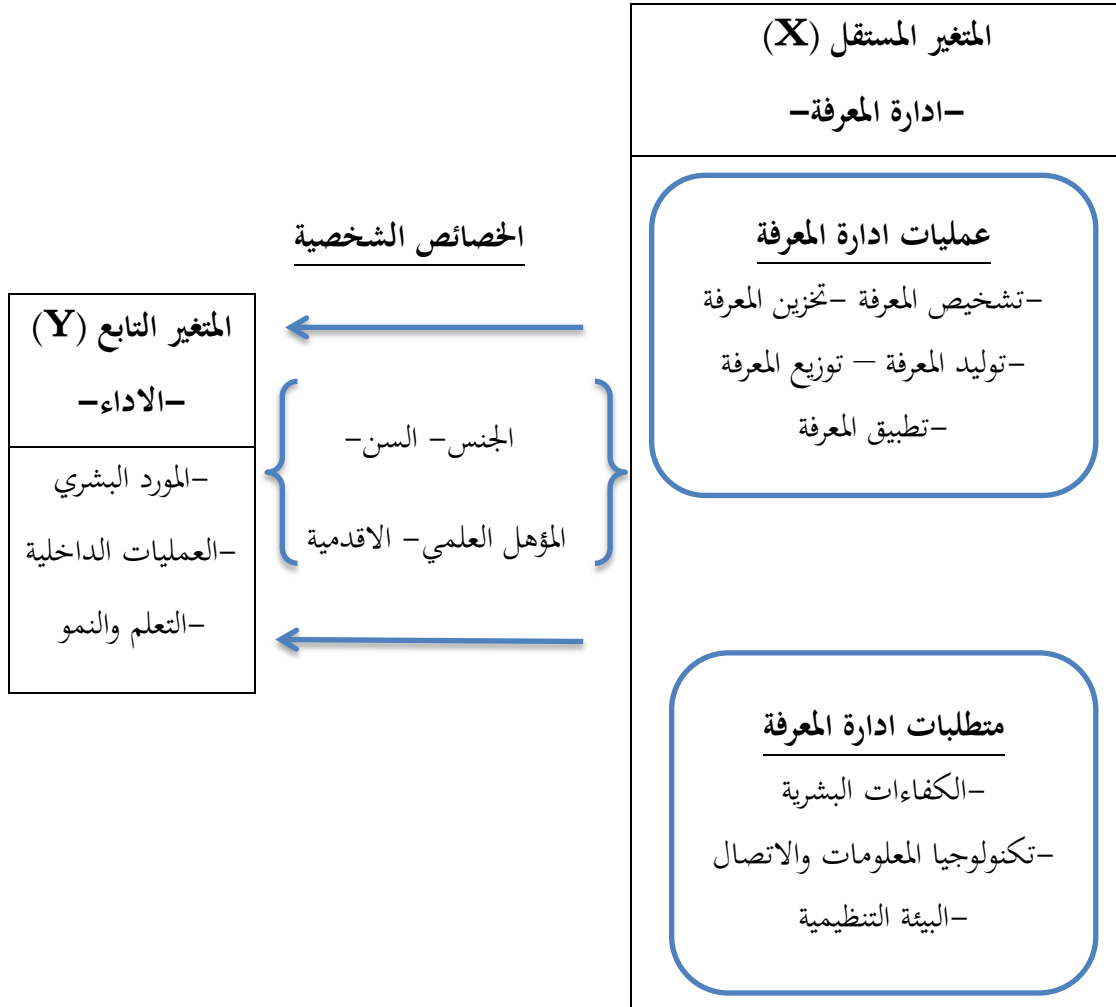 المتغير المستقل (X)
-ادارة المعرفة-
عمليات ادارة المعرفة
-تشخيص المعرفة -تخزين المعرفة
-توليد المعرفة – توزيع المعرفة
-تطبيق المعرفة
متطلبات ادارة المعرفة
-الكفاءات البشرية
-تكنولوجيا المعلومات والاتصال
-البيئة التنظيمية
الخصائص الشخصية
الجنس- السن-
المؤهل العلمي- الاقدمية
المتغير التابع (Y)
-الاداء-
-المورد البشري
-العمليات الداخلية
-التعلم والنمو